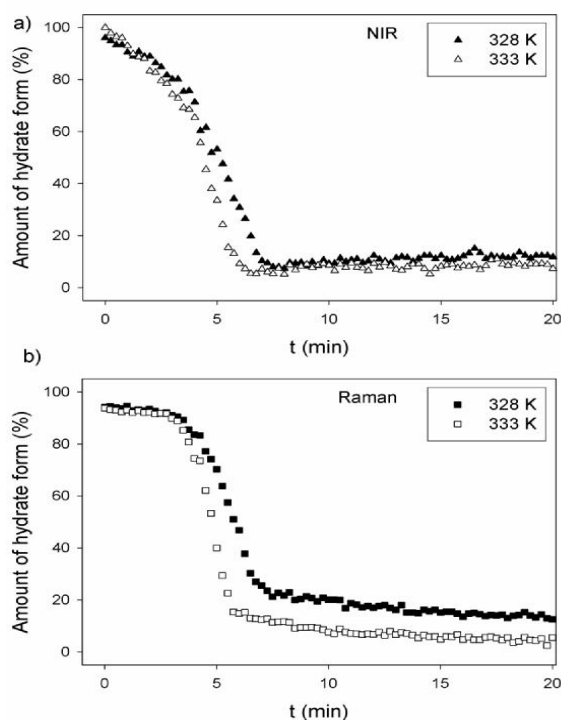 a)
NIR
328 K
333 K
100
80
60
40
20
0
Amount of hydrate form (%)
0 5 10 15 20
t (min)
b)
Raman
328 K
333 K
100
80
60
40
20
0
Amount of hydrate form (%)
0 5 10 15 20
t (min)